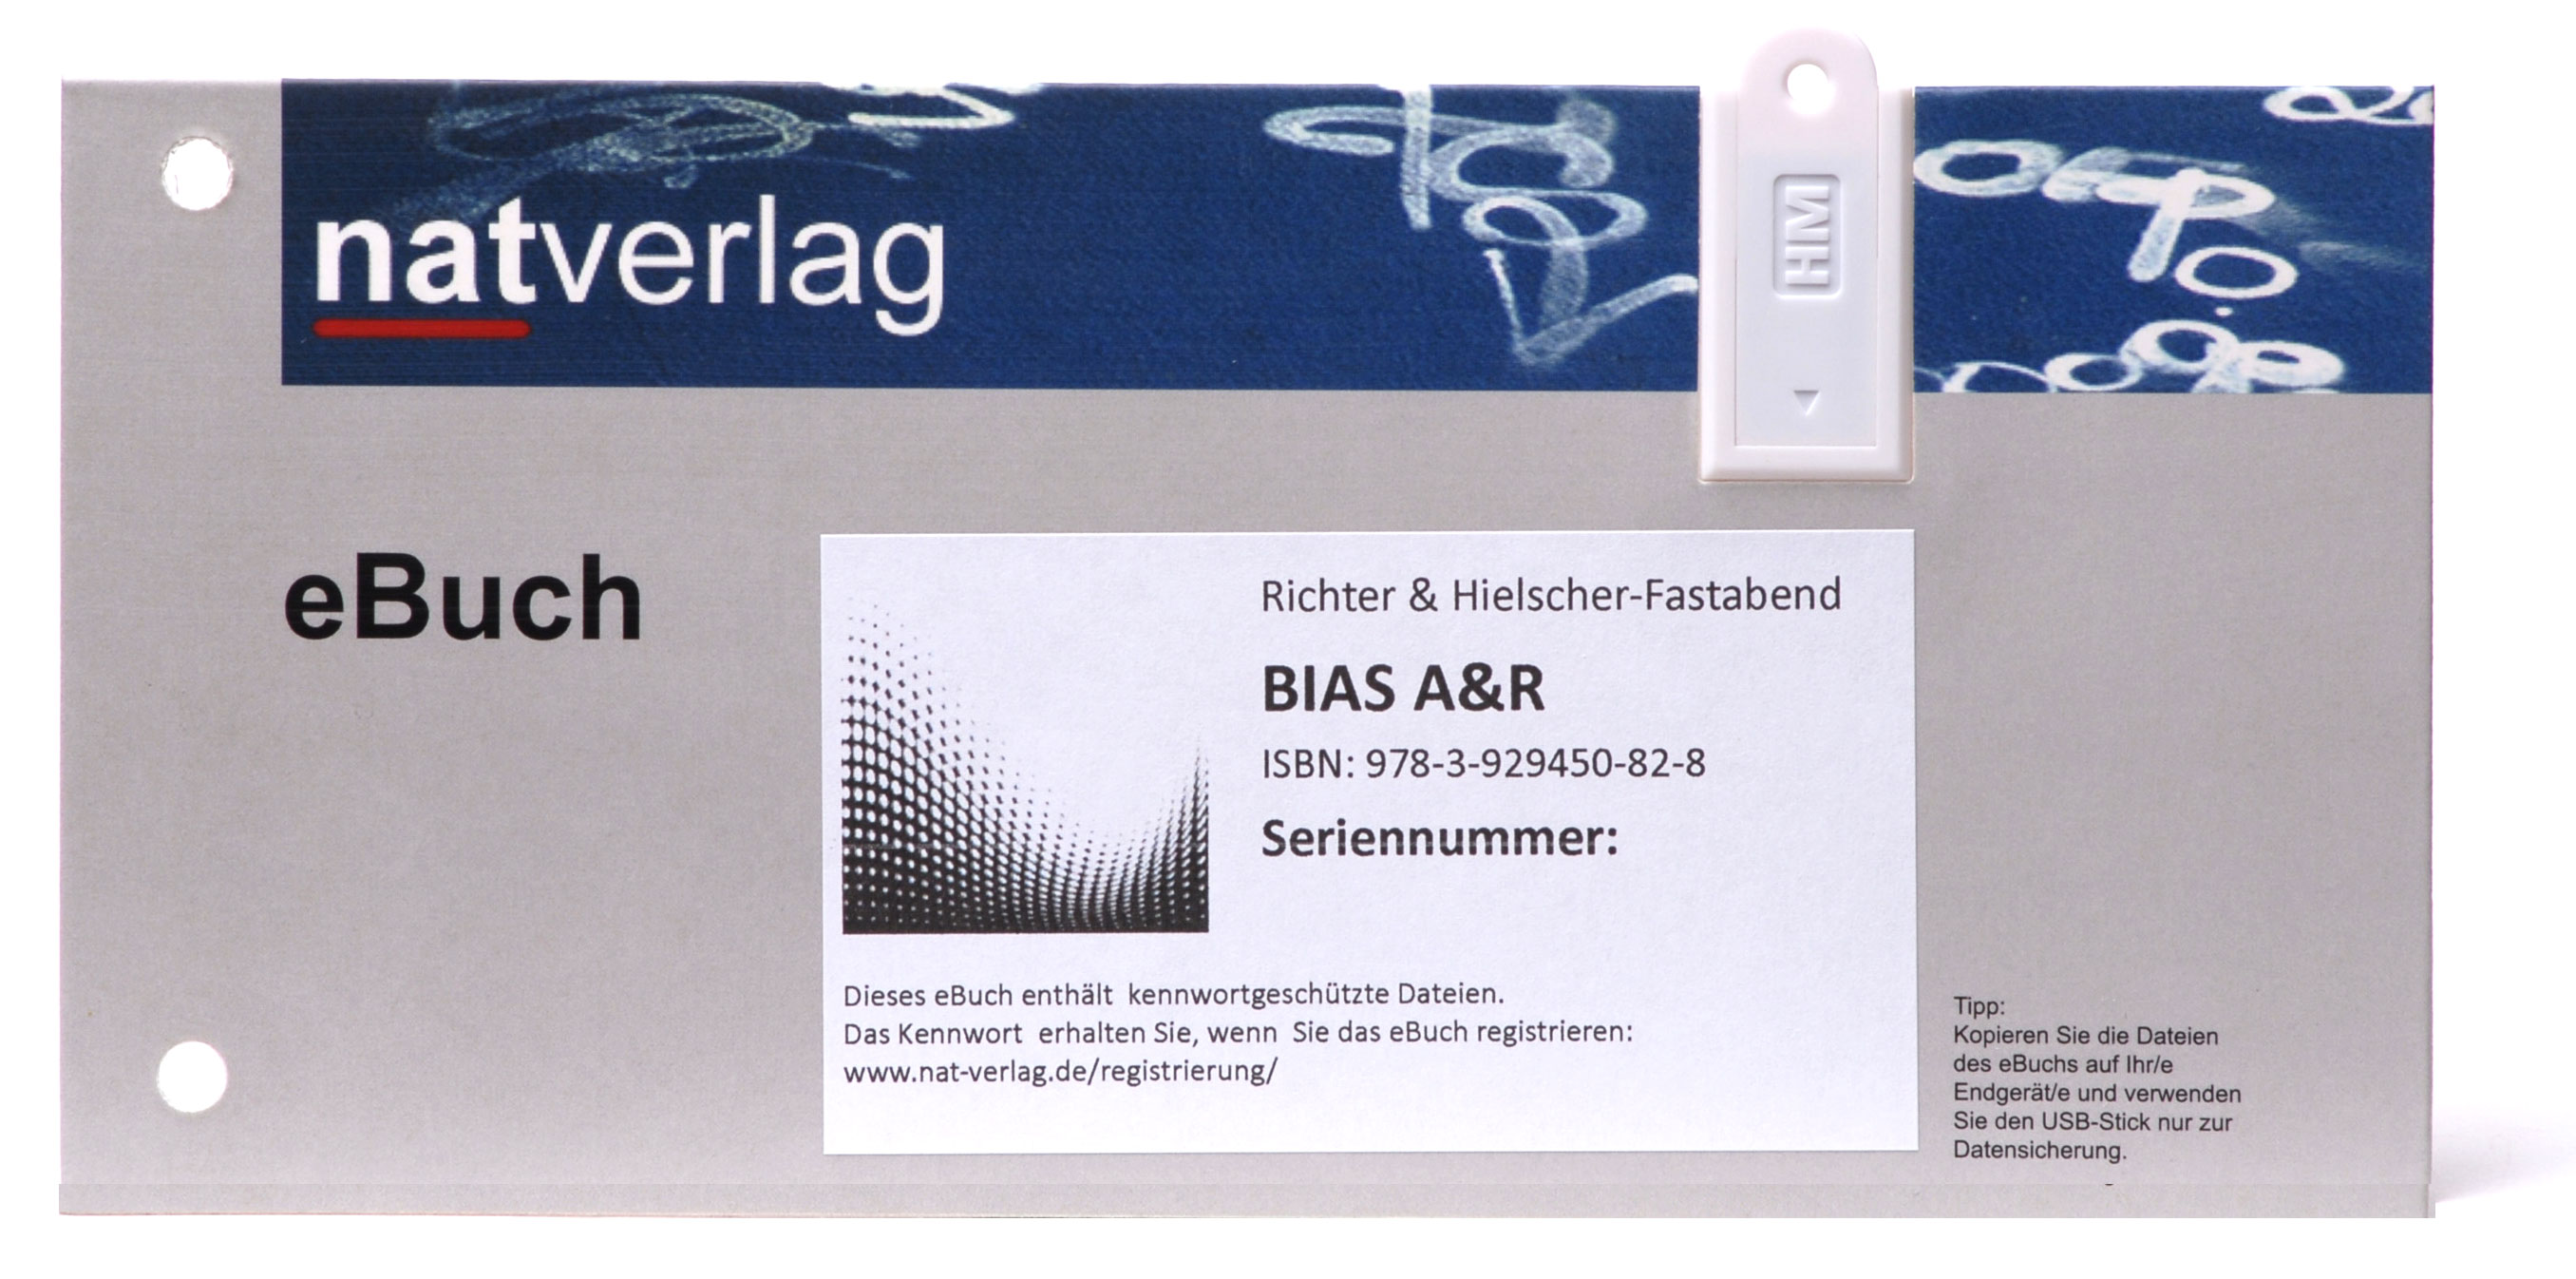 natverlag
HM
eBuch
Richter & Hielscher-Fastabend
BIAS A&R
ISBN: 978-3-929450-82-8
Seriennummer:
Dieses eBuch enthält kennwortgeschützte Dateien.
Das Kennwort erhalten Sie, wenn Sie das eBuch registrieren:
www.nat-verlag.de/registrierung/
Tipp:
Kopieren Sie die Dateien
des eBuchs auf Ihr/e
Endgerät/e und verwenden
Sie den USB-Stick nur zur
Datensicherung.